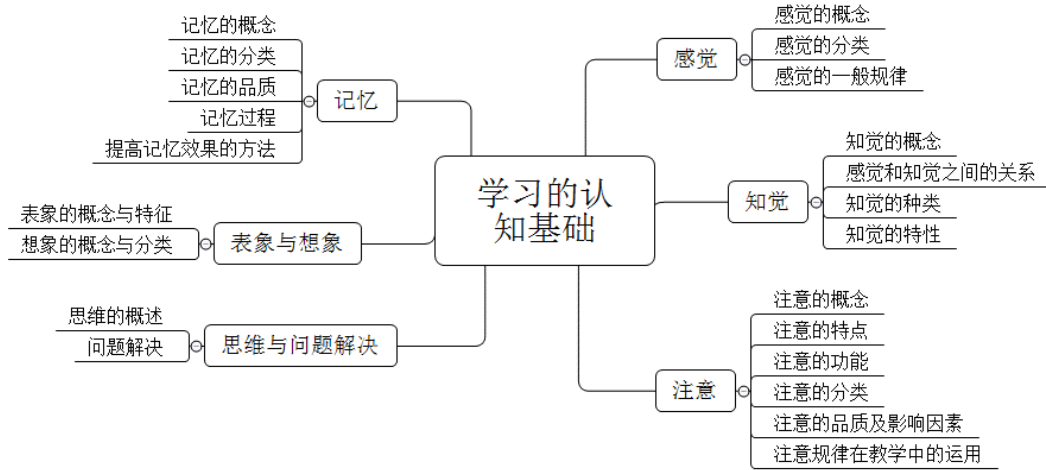 学习的认
知基础
感觉
感觉的概念
感觉的分类
感觉的一般规律
知觉
知觉的概念
感觉和知觉之间的关系
知觉的种类
知觉的特性
注意
注意的概念
注意的特点
注意的功能
注意的分类
注意的品质及影响因素
注意规律在教学中的运用
记忆
记忆的概念
记忆的分类
记忆的品质
记忆过程
提高记忆效果的方法
表象与想象
表象的概念与特征
想象的概念与分类
思维与问题解决
思维的概述
问题解决